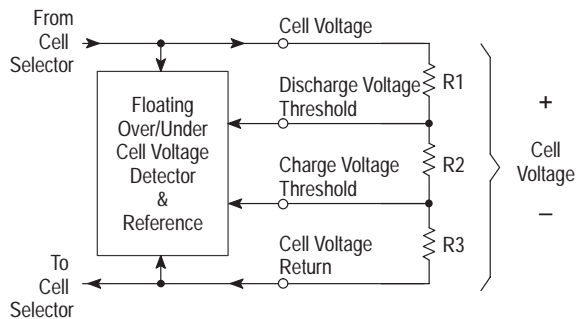 From
Cell
Selector
Cell Voltage
Discharge Voltage
Threshold
R1
Floating
Over/Under
Cell Voltage
Detector
&
Reference
Charge Voltage
Threshold
R2
+
Cell
Voltage
–
Cell Voltage
Return
R3
To
Cell
Selector